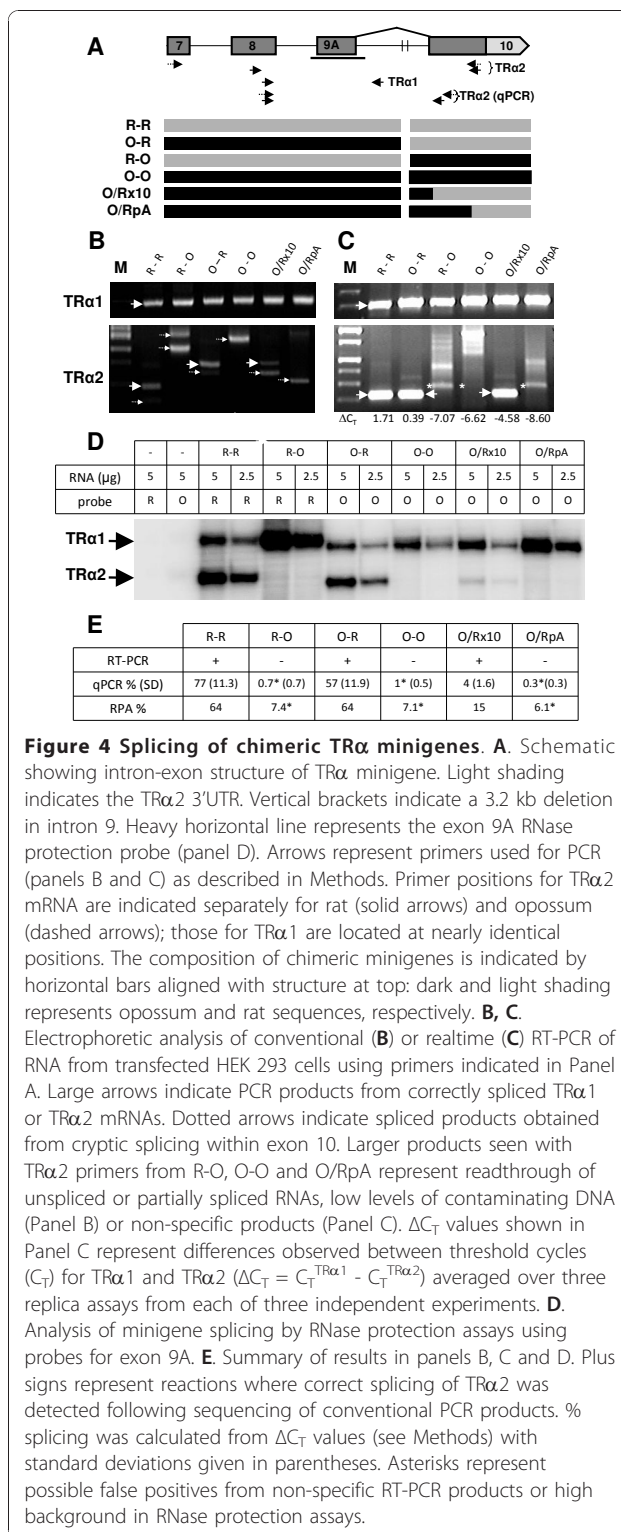 A
7 8 9A 10
TRα2
TRα1
TRα2 (qPCR)
R-R
O-R
R-O
O-O
O/Rx10
O/RpA
B
M R - R R - O O – R O - O O/Rx10 O/RpA
C
M R - R O - R R - O O - O O/Rx10 O/RpA
TRα1
TRα2
* * *
ΔCT 1.71 0.39 -7.07 -6.62 -4.58 -8.60
D
- - R-R R-O O-R O-O O/Rx10 O/RpA
RNA (µg) 5 5 5 2.5 5 2.5 5 2.5 5 2.5 5 2.5 5 2.5
probe R O R R R R O O O O O O O O
TRα1
TRα2
E
R-R R-O O-R O-O O/Rx10 O/RpA
RT-PCR + - + - + -
qPCR % (SD) 77 (11.3) 0.7* (0.7) 57 (11.9) 1* (0.5) 4 (1.6) 0.3*(0.3)
RPA % 64 7.4* 64 7.1* 15 6.1*
Figure 4 Splicing of chimeric TRα minigenes. A. Schematic
showing intron-exon structure of TRα minigene. Light shading
indicates the TRα2 3'UTR. Vertical brackets indicate a 3.2 kb deletion
in intron 9. Heavy horizontal line represents the exon 9A RNase
protection probe (panel D). Arrows represent primers used for PCR
(panels B and C) as described in Methods. Primer positions for TRα2
mRNA are indicated separately for rat (solid arrows) and opossum
(dashed arrows); those for TRα1 are located at nearly identical
positions. The composition of chimeric minigenes is indicated by
horizontal bars aligned with structure at top: dark and light shading
represents opossum and rat sequences, respectively. B, C.
Electrophoretic analysis of conventional (B) or realtime (C) RT-PCR of
RNA from transfected HEK 293 cells using primers indicated in Panel
A. Large arrows indicate PCR products from correctly spliced TRα1
or TRα2 mRNAs. Dotted arrows indicate spliced products obtained
from cryptic splicing within exon 10. Larger products seen with
TRα2 primers from R-O, O-O and O/RpA represent readthrough of
unspliced or partially spliced RNAs, low levels of contaminating DNA
(Panel B) or non-specific products (Panel C). ΔCT values shown in
Panel C represent differences observed between threshold cycles
(CT) for TRα1 and TRα2 (ΔCT = CT^TRα1 - CT^TRα2) averaged over three
replica assays from each of three independent experiments. D.
Analysis of minigene splicing by RNase protection assays using
probes for exon 9A. E. Summary of results in panels B, C and D. Plus
signs represent reactions where correct splicing of TRα2 was
detected following sequencing of conventional PCR products. %
splicing was calculated from ΔCT values (see Methods) with
standard deviations given in parentheses. Asterisks represent
possible false positives from non-specific RT-PCR products or high
background in RNase protection assays.